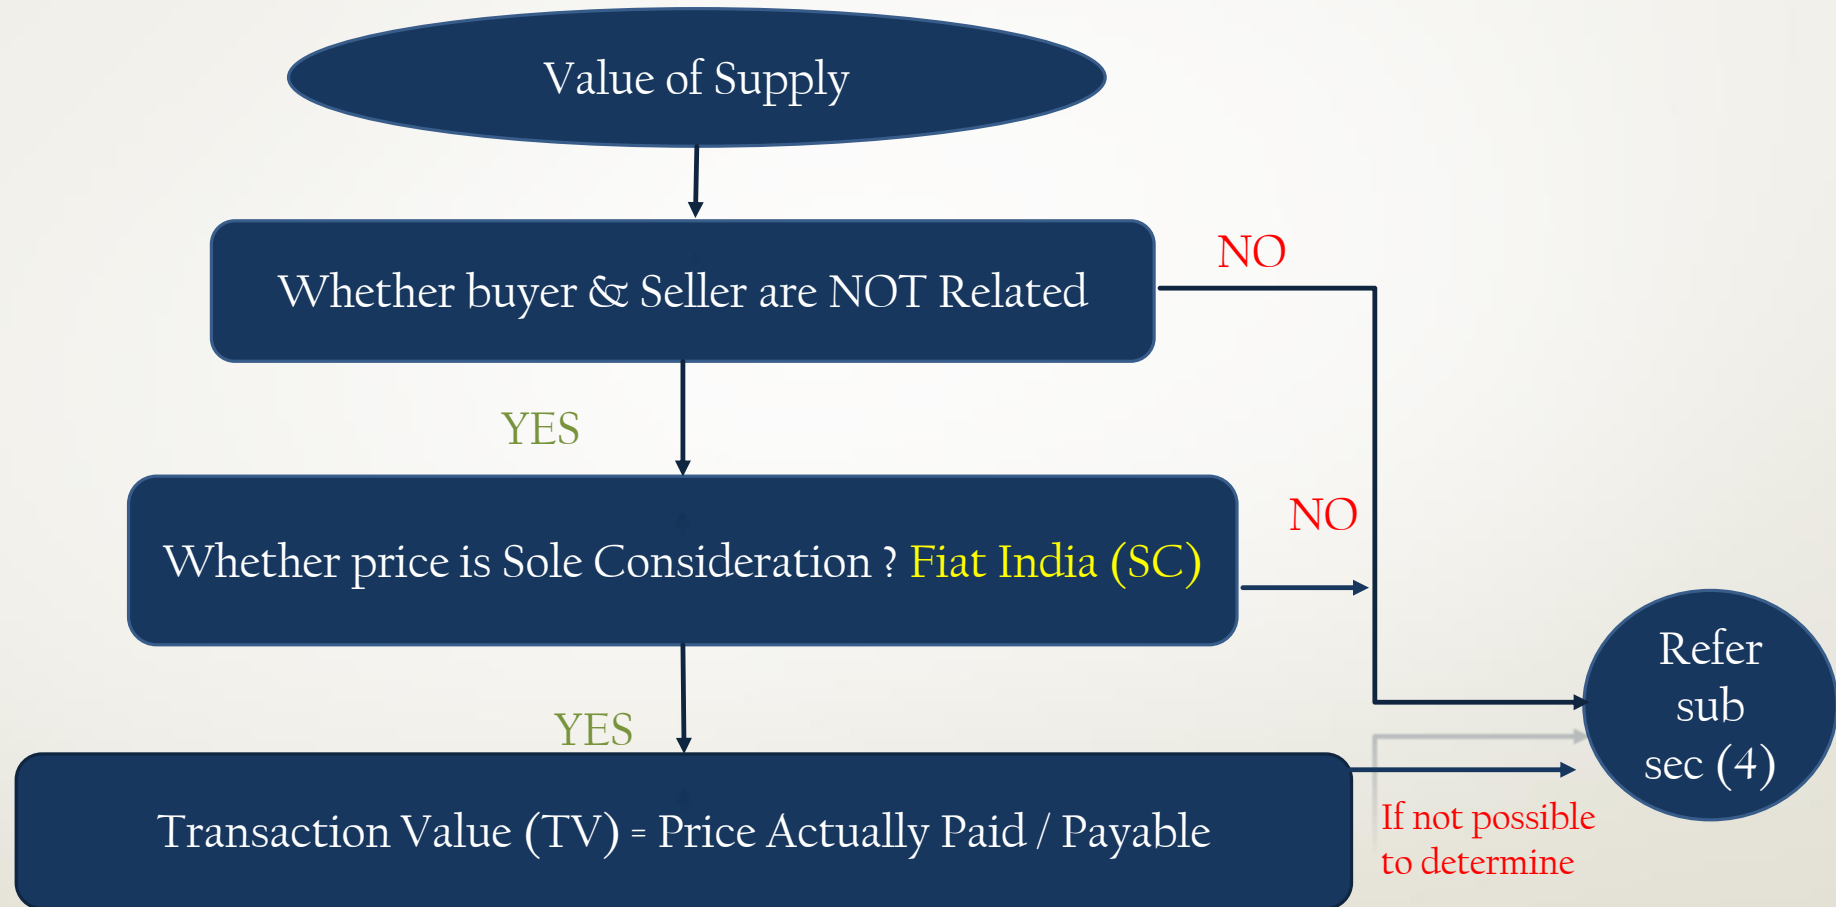 Value of Supply
Whether buyer & Seller are NOT Related
NO
YES
Whether price is Sole Consideration ? Fiat India (SC)
NO
YES
Transaction Value (TV) = Price Actually Paid / Payable
If not possible
to determine
Refer
sub
sec (4)